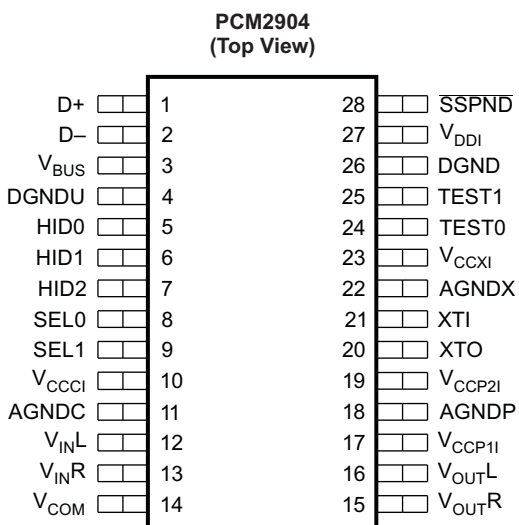 PCM2904
(Top View)
D+ 1 28 SSPND
D– 2 27 VDDI
VBUS 3 26 DGND
DGNDU 4 25 TEST1
HID0 5 24 TEST0
HID1 6 23 VCCXI
HID2 7 22 AGNDX
SEL0 8 21 XTI
SEL1 9 20 XTO
VCCCI 10 19 VCCP2I
AGNDC 11 18 AGNDP
VINL 12 17 VCCP1I
VINR 13 16 VOUTL
VCOM 14 15 VOUTR